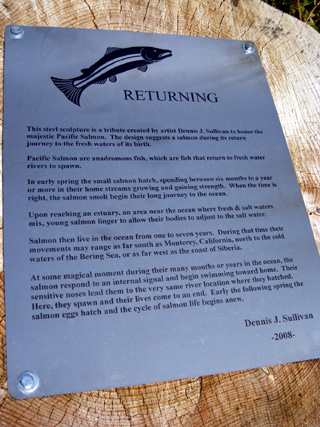 RETURNING
This steel sculpture is a tribute created by artist Dennis J. Sullivan to honor the
majestic Pacific Salmon. The design suggests a salmon during its return
journey to the fresh waters of its birth.
Pacific Salmon are anadromous fish, which are fish that return to fresh water
rivers to spawn.
In early spring the small salmon hatch, spending between six months to a year
or more in their home streams growing and gaining strength. When the time is
right, the salmon smolt begin their long journey to the ocean.
Upon reaching an estuary, an area near the ocean where fresh & salt waters
mix, young salmon linger to allow their bodies to adjust to the salt water.
Salmon then live in the ocean from one to seven years. During that time their
movements may range as far south as Monterey, California, north to the cold
waters of the Bering Sea, or as far west as the coast of Siberia.
At some magical moment during their many months or years in the ocean, the
salmon respond to an internal signal and begin swimming toward home. Their
sensitive noses lead them to the very same river location where they hatched.
Here, they spawn and their lives come to an end. Early the following spring the
salmon eggs hatch and the cycle of salmon life begins anew.
Dennis J. Sullivan
-2008-